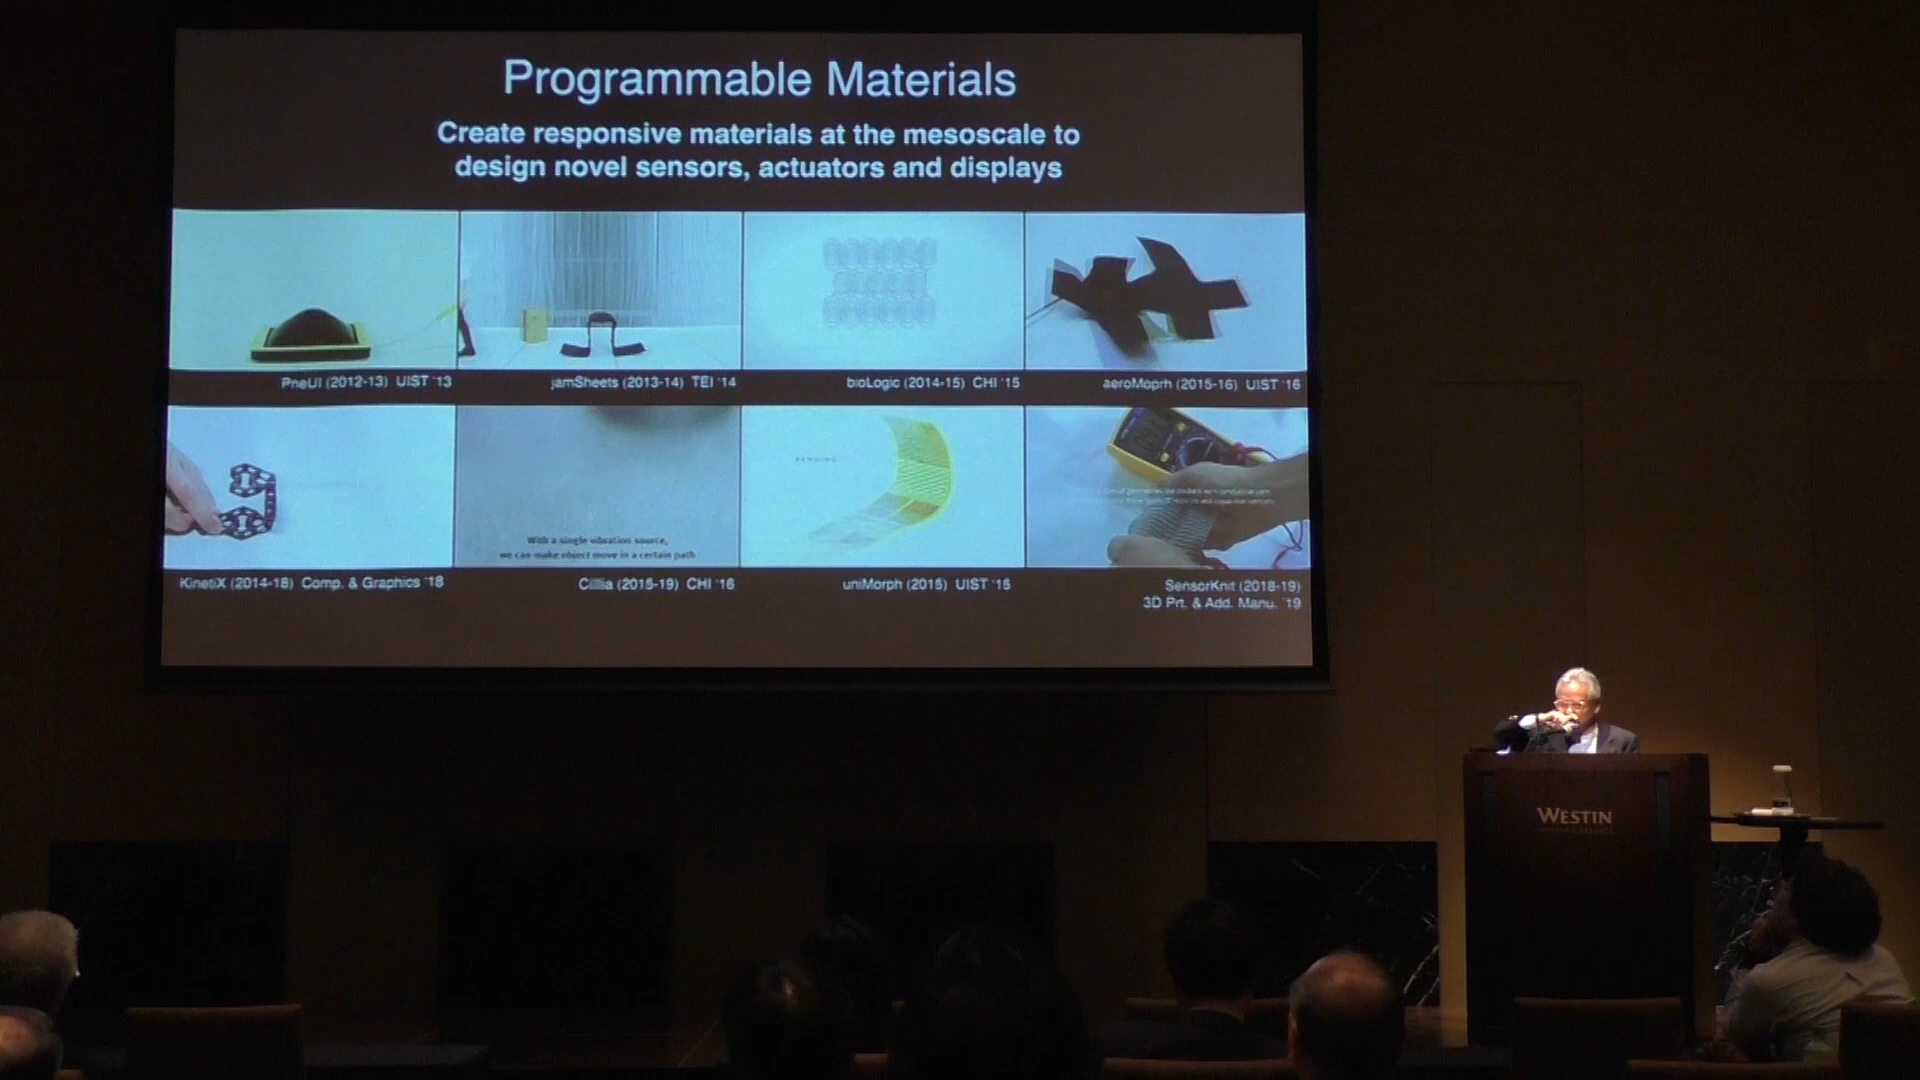 Programmable Materials
Create responsive materials at the mesoscale to
design novel sensors, actuators and displays
PneUI (2012-13) UIST '13
jamSheets (2013-14) TEI '14
bioLogic (2014-15) CHI '15
aeroMoprh (2015-16) UIST '16
With a single vibration source,
we can make object move in a certain path
KinetiX (2014-18) Comp. & Graphics '18
Cilllia (2015-19) CHI '16
uniMorph (2015) UIST '15
SensorKnit (2018-19)
3D Prt. & Add. Manu. '19
WESTIN